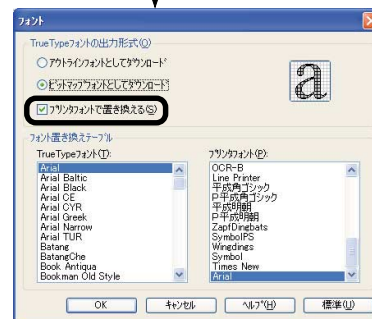 フォント
TrueTypeフォントの出力形式(O)
アウトラインフォントとしてダウンロード
ビットマップフォントとしてダウンロード
プリンタフォントで置き換える(S)
a
フォント置き換えテーブル
TrueTypeフォント(T):
Arial
Arial Baltic
Arial Black
Arial CE
Arial CYR
Arial Greek
Arial Narrow
Arial TUR
Batang
BatangChe
Book Antiqua
Bookman Old Style
プリンタフォント(P):
OCR-B
Line Printer
平成角ゴシック
P平成角ゴシック
平成明朝
P平成明朝
ZapfDingbats
SymbolPS
Wingdings
Symbol
Times New
Arial
OK
キャンセル
ヘルプ(H)
標準(U)